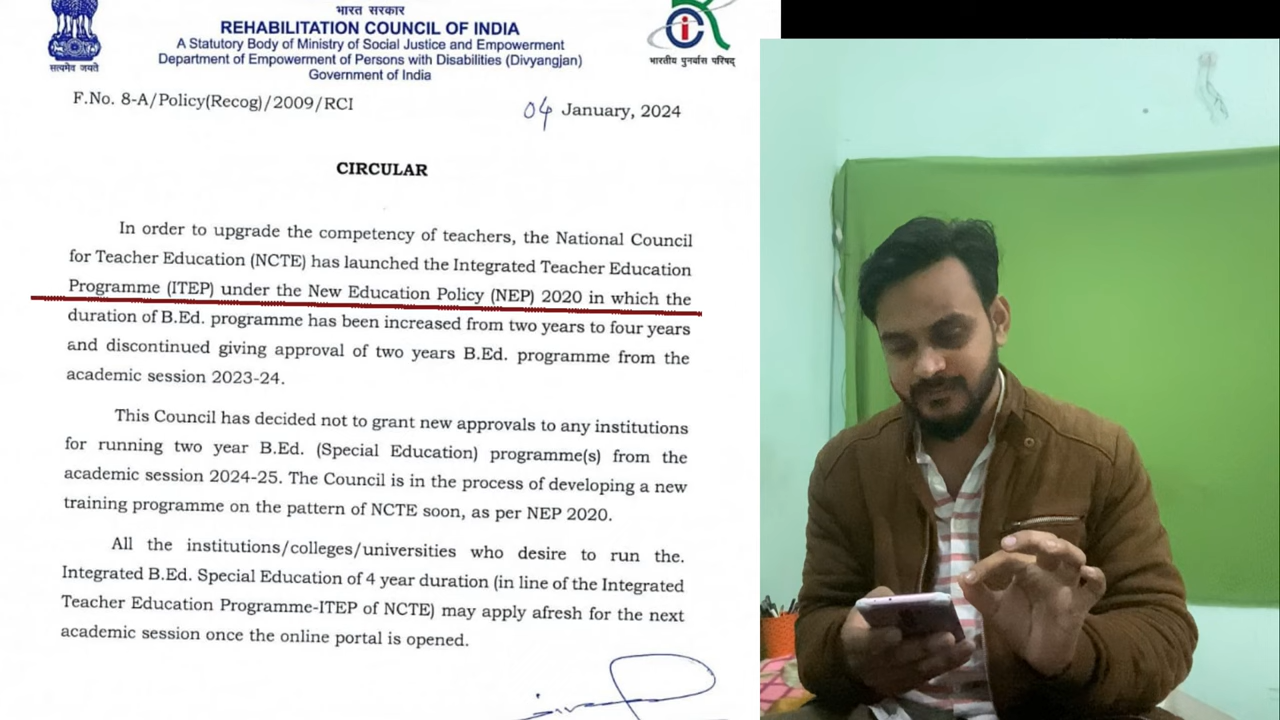 भारत सरकार
REHABILITATION COUNCIL OF INDIA
A Statutory Body of Ministry of Social Justice and Empowerment
Department of Empowerment of Persons with Disabilities (Divyangjan)
Government of India
सत्यमेव जयते
भारतीय पुनर्वास परिषद्
F.No. 8-A/Policy(Recog)/2009/RCI
04 January, 2024
CIRCULAR
In order to upgrade the competency of teachers, the National Council
for Teacher Education (NCTE) has launched the Integrated Teacher Education
Programme (ITEP) under the New Education Policy (NEP) 2020 in which the
duration of B.Ed. programme has been increased from two years to four years
and discontinued giving approval of two years B.Ed. programme from the
academic session 2023-24.
This Council has decided not to grant new approvals to any institutions
for running two year B.Ed. (Special Education) programme(s) from the
academic session 2024-25. The Council is in the process of developing a new
training programme on the pattern of NCTE soon, as per NEP 2020.
All the institutions/colleges/universities who desire to run the.
Integrated B.Ed. Special Education of 4 year duration (in line of the Integrated
Teacher Education Programme-ITEP of NCTE) may apply afresh for the next
academic session once the online portal is opened.